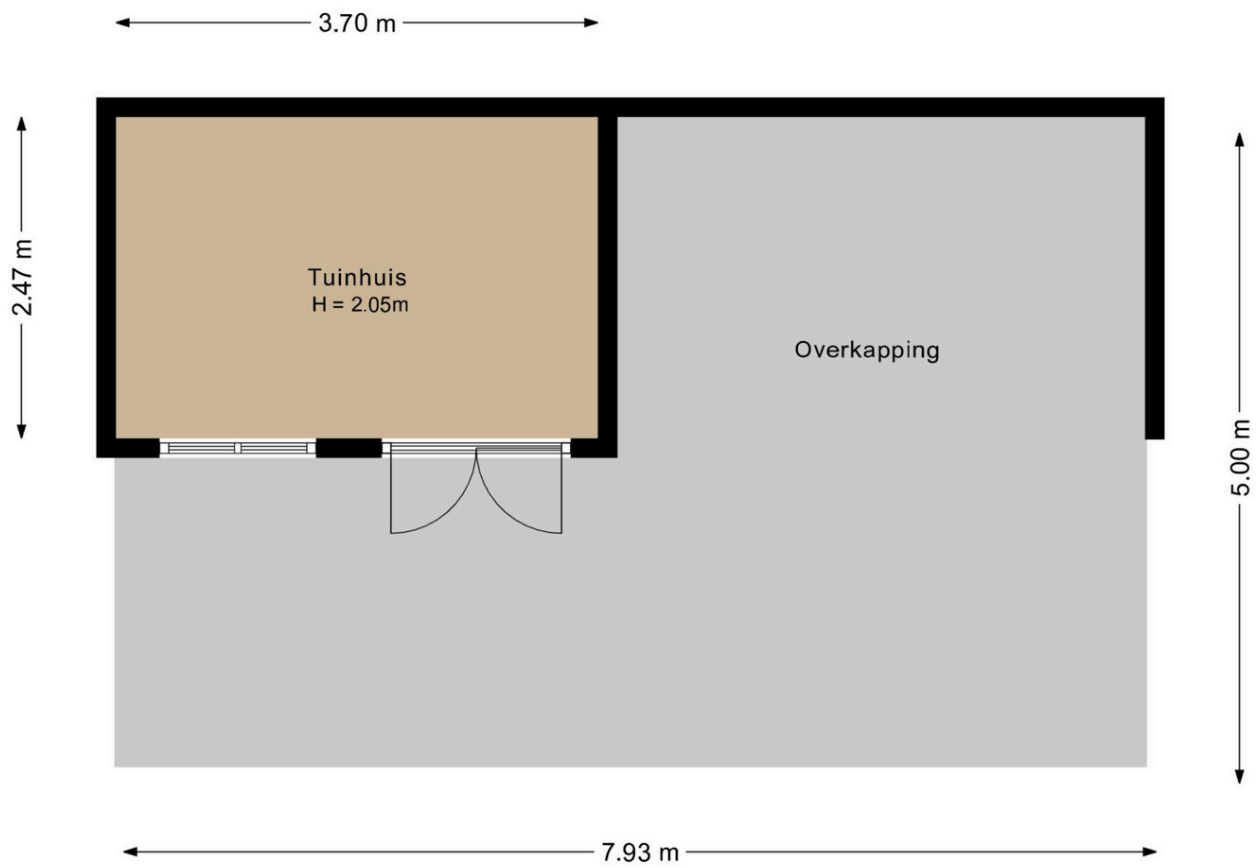 3.70 m
2.47 m
Tuinhuis
H = 2.05m
Overkapping
5.00 m
7.93 m